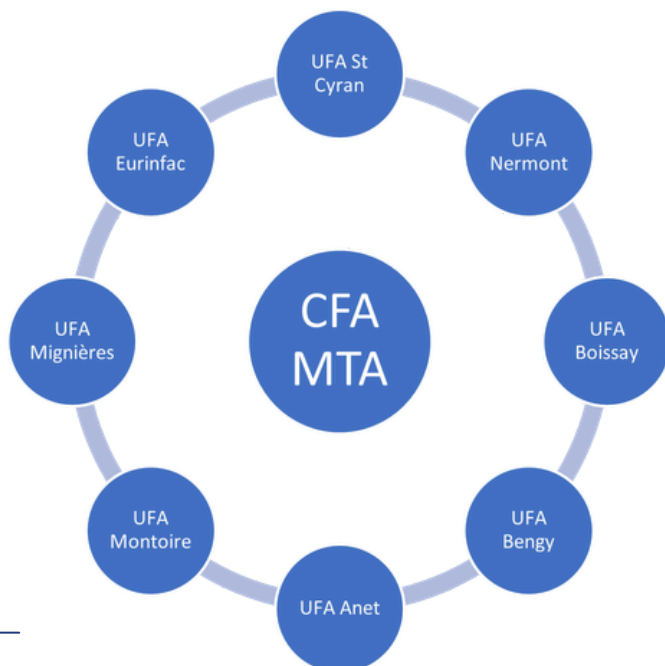 UFA St
Cyran
UFA
Nermont
UFA
Boissay
UFA
Bengy
UFA Anet
UFA
Montoire
UFA
Mignières
UFA
Eurinfac
CFA
MTA